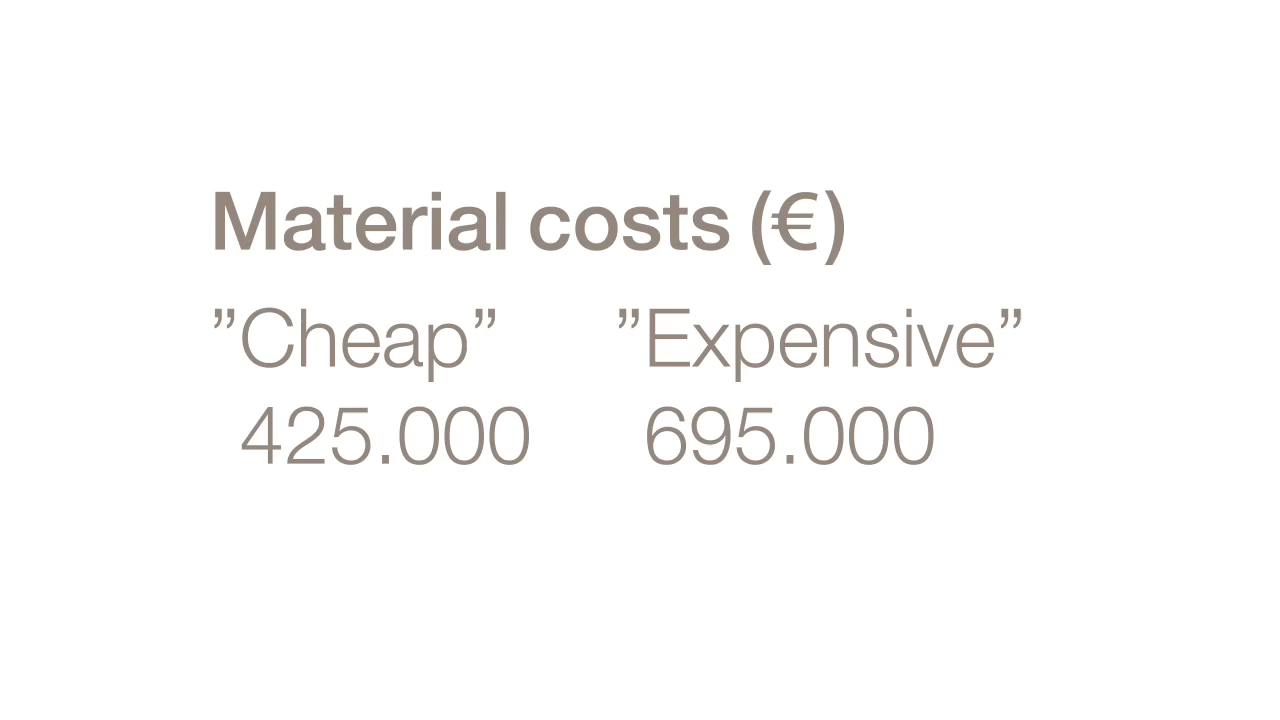 Material costs (€)
”Cheap” ”Expensive”
425.000 695.000